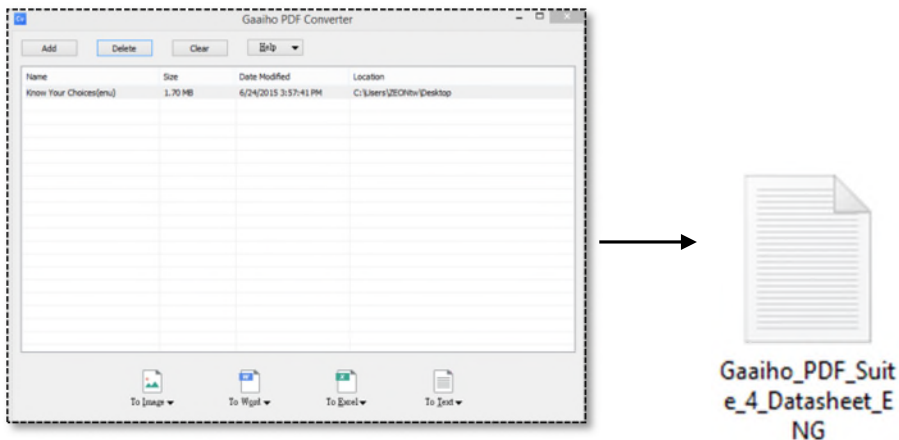 Gaaiho PDF Converter
Add Delete Clear Help
Name Size Date Modified Location
Know Your Choices(enu) 1.70 MB 6/24/2015 3:57:41 PM C:\Users\ZEONtw\Desktop
To Image To Word To Excel To Text
Gaaiho_PDF_Suit
e_4_Datasheet_E
NG